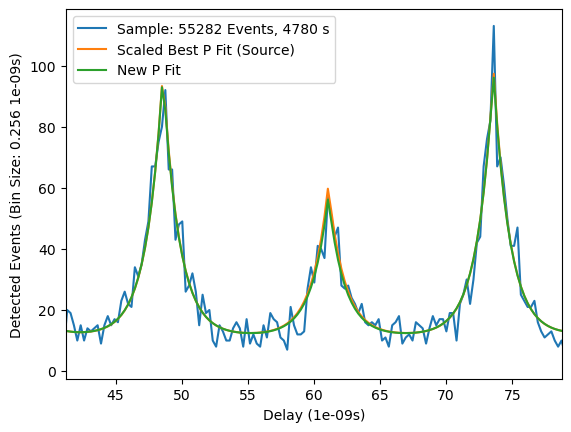 Sample: 55282 Events, 4780 s
Scaled Best P Fit (Source)
New P Fit
Detected Events (Bin Size: 0.256 1e-09s)
100
80
60
40
20
0
45 50 55 60 65 70 75
Delay (1e-09s)